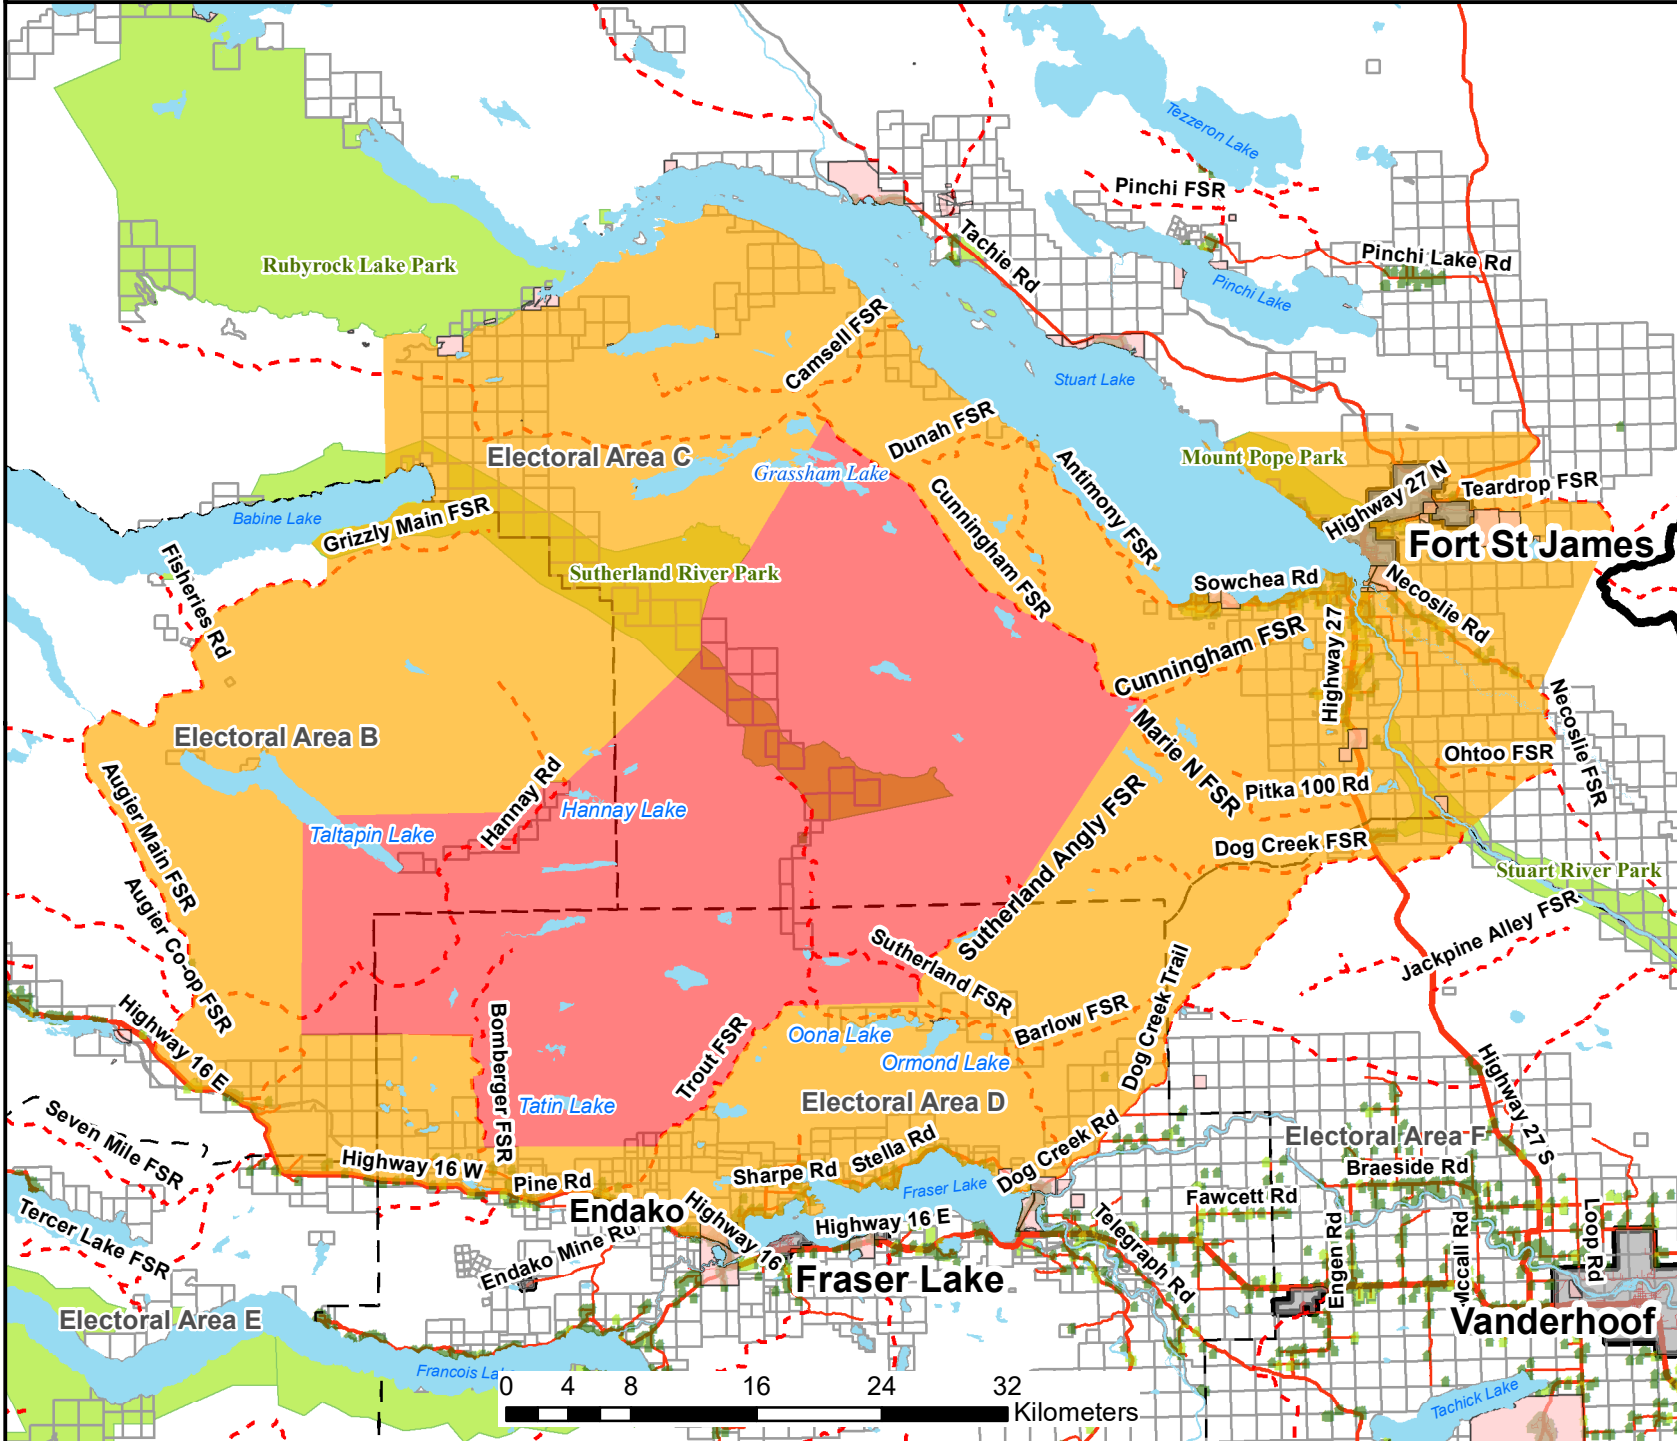 Tezzeron Lake
Pinchi FSR
Tachie Rd
Pinchi Lake Rd
Rubyrock Lake Park
Pinchi Lake
Camsell FSR
Stuart Lake
Dunah FSR
Electoral Area C
Grassham Lake
Mount Pope Park
Antimony FSR
Highway 27 N
Teardrop FSR
Babine Lake
Grizzly Main FSR
Cunningham FSR
Fort St James
Fisheries Rd
Sutherland River Park
Sowchea Rd
Necoslie Rd
Cunningham FSR
Highway 27
Electoral Area B
Marie N FSR
Necoslie FSR
Ohtoo FSR
Augier Main FSR
Hannay Rd
Hannay Lake
Pitka 100 Rd
Taltapin Lake
Sutherland Angly FSR
Dog Creek FSR
Stuart River Park
Augier Co-op FSR
Jackpine Alley FSR
Sutherland FSR
Dog Creek Trail
Highway 16 E
Bomberger FSR
Oona Lake
Barlow FSR
Ormond Lake
Trout FSR
Tatin Lake
Electoral Area D
Highway 27 S
Seven Mile FSR
Electoral Area F
Highway 16 W
Pine Rd
Sharpe Rd
Stella Rd
Dog Creek Rd
Braeside Rd
Fraser Lake
Fawcett Rd
Tercer Lake FSR
Endako
Highway 16
Highway 16 E
Telegraph Rd
Engen Rd
Mccall Rd
Loop Rd
Endako Mine Rd
Fraser Lake
Electoral Area E
Vanderhoof
Francois La
Tachick Lake
0 4 8 16 24 32
Kilometers